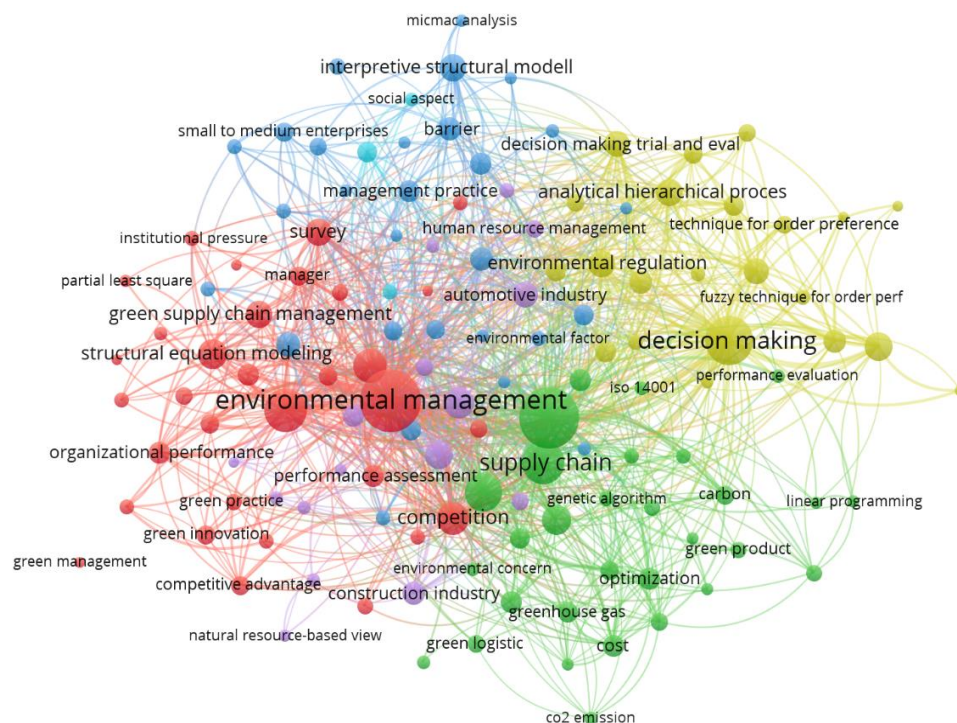 micmac analysis
interpretive structural modell
social aspect
small to medium enterprises
barrier
decision making trial and eval
management practice
analytical hierarchical proces
technique for order preference
human resource management
survey
institutional pressure
environmental regulation
manager
partial least square
automotive industry
fuzzy technique for order perf
green supply chain management
environmental factor
decision making
structural equation modeling
performance evaluation
iso 14001
environmental management
organizational performance
supply chain
performance assessment
green practice
genetic algorithm
carbon
linear programming
competition
green innovation
green product
green management
environmental concern
competitive advantage
optimization
construction industry
greenhouse gas
natural resource-based view
green logistic
cost
co2 emission